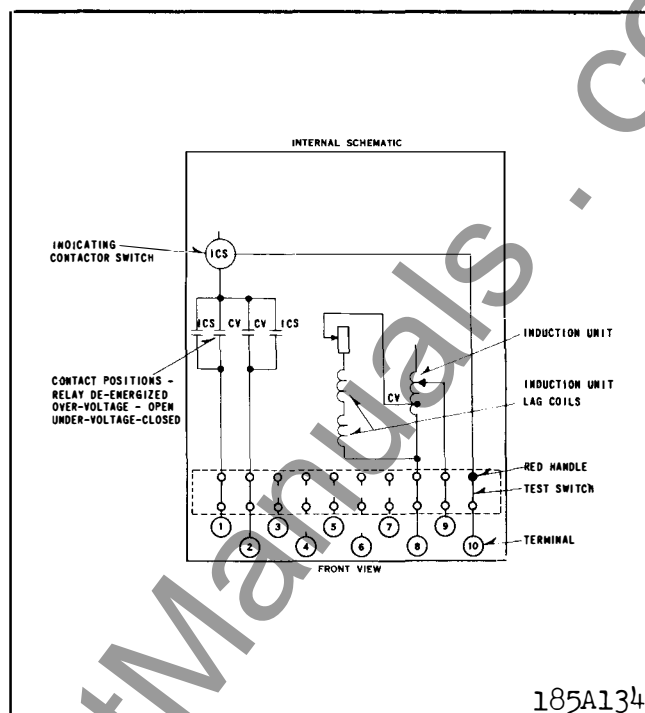 INTERNAL SCHEMATIC
INDICATING
CONTACTOR SWITCH
ICS
ICS CV CV ICS
CONTACT POSITIONS -
RELAY DE-ENERGIZED
OVER-VOLTAGE - OPEN
UNDER-VOLTAGE-CLOSED
INDUCTION UNIT
CV
INDUCTION UNIT
LAG COILS
RED HANDLE
TEST SWITCH
1 3 5 7 9
2 4 6 8 10
TERMINAL
FRONT VIEW
185A134